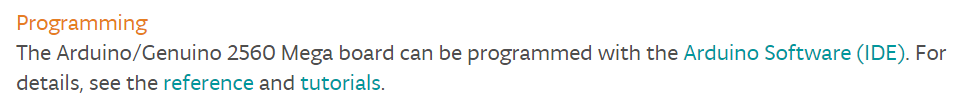 Programming
The Arduino/Genuino 2560 Mega board can be programmed with the Arduino Software (IDE). For
details, see the reference and tutorials.